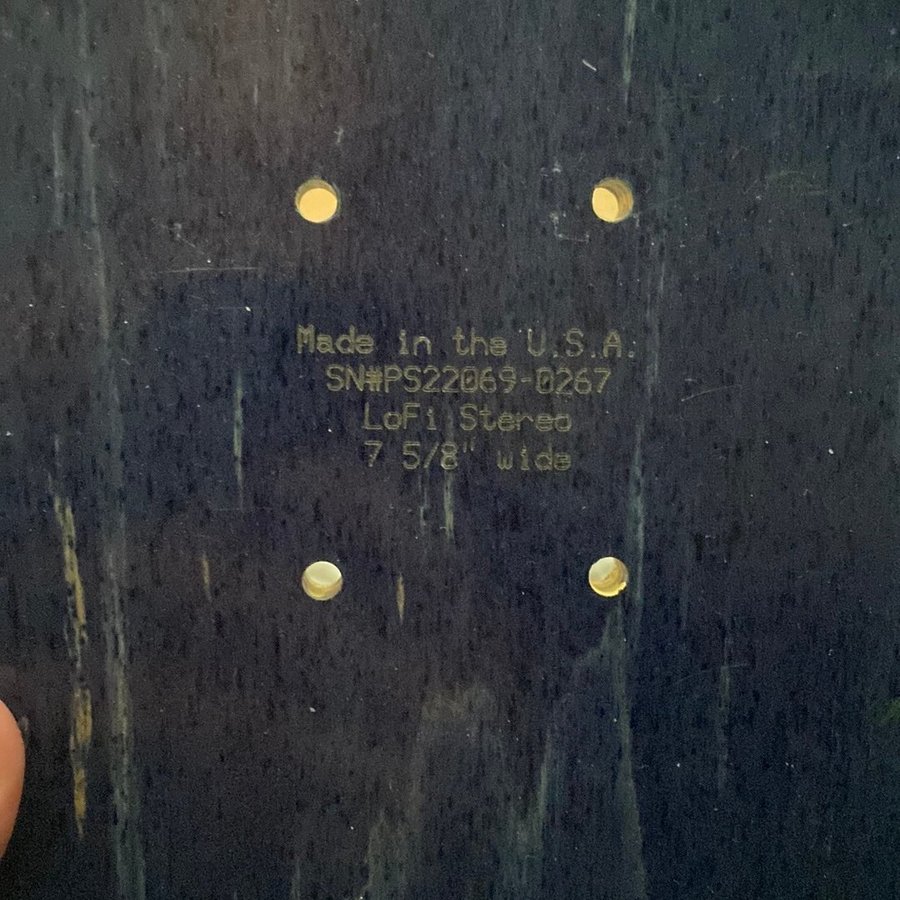 Made in the U.S.A.
SN#PS22069-0267
LoFi Stereo
7 5/8" wide